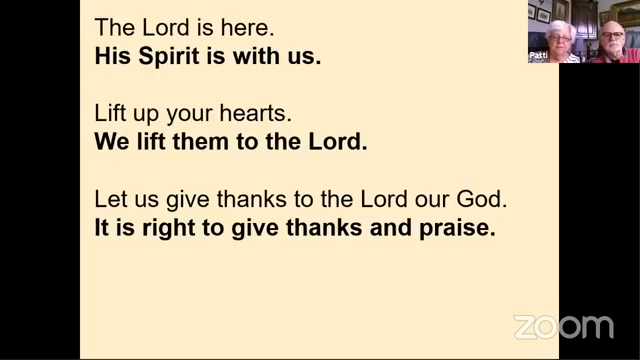 The Lord is here.
His Spirit is with us.
Lift up your hearts.
We lift them to the Lord.
Let us give thanks to the Lord our God.
It is right to give thanks and praise.
Patti
zoom